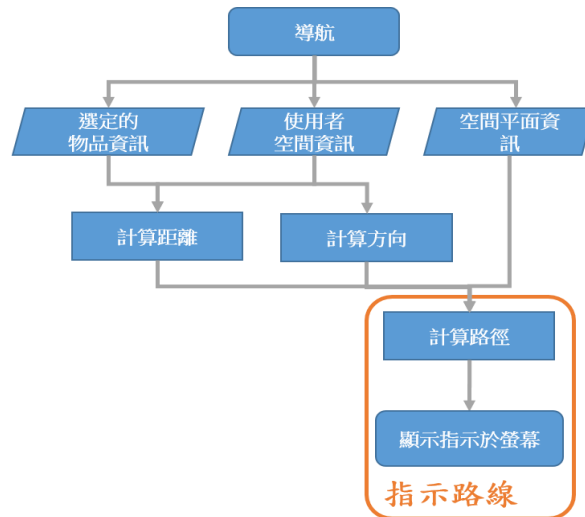 導航
選定的
物品資訊
使用者
空間資訊
空間平面資
訊
計算距離
計算方向
計算路徑
顯示指示於螢幕
指示路線